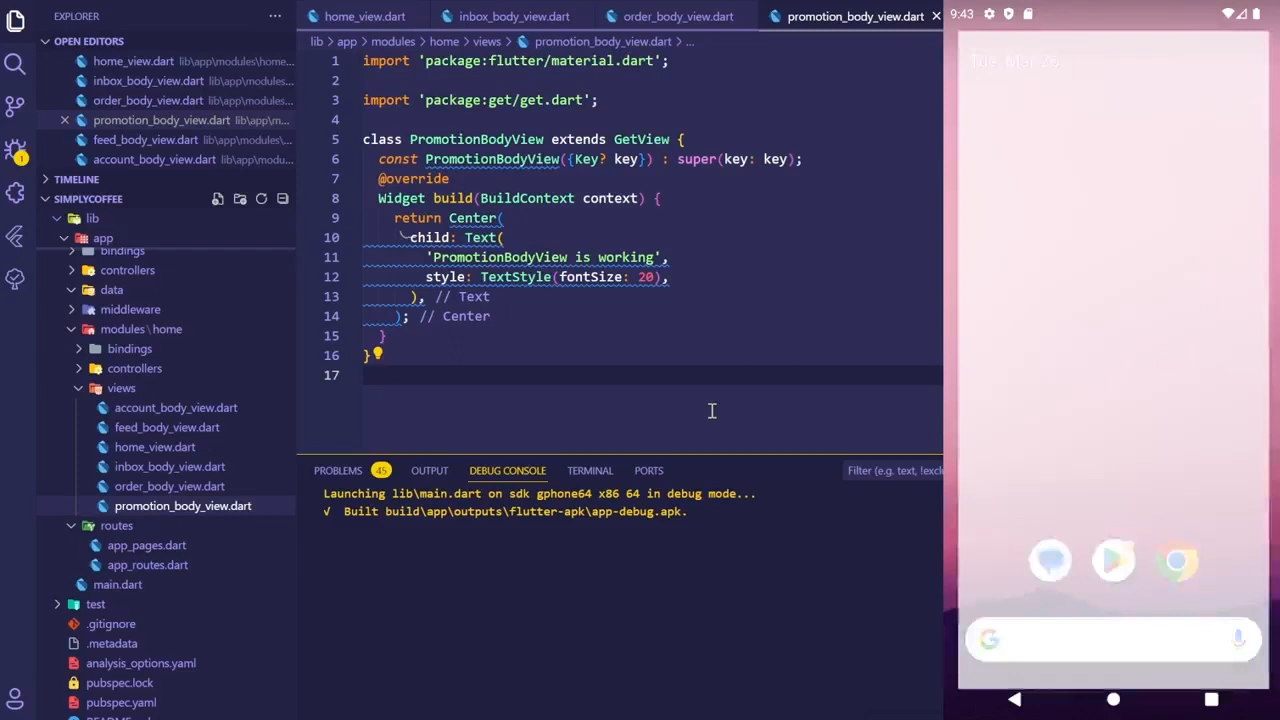 EXPLORER
OPEN EDITORS
home_view.dart lib\app\modules\home...
inbox_body_view.dart lib\app\modules...
order_body_view.dart lib\app\modules...
promotion_body_view.dart lib\app\m...
feed_body_view.dart lib\app\modules\...
account_body_view.dart lib\app\modu...
TIMELINE
SIMPLYCOFFEE
lib
app
bindings
controllers
data
middleware
modules\home
bindings
controllers
views
account_body_view.dart
feed_body_view.dart
home_view.dart
inbox_body_view.dart
order_body_view.dart
promotion_body_view.dart
routes
app_pages.dart
app_routes.dart
main.dart
test
.gitignore
.metadata
analysis_options.yaml
pubspec.lock
pubspec.yaml
1
home_view.dart
inbox_body_view.dart
order_body_view.dart
promotion_body_view.dart
lib > app > modules > home > views > promotion_body_view.dart > ...
1 import 'package:flutter/material.dart';
2
3 import 'package:get/get.dart';
4
5 class PromotionBodyView extends GetView {
6 const PromotionBodyView({Key? key}) : super(key: key);
7 @override
8 Widget build(BuildContext context) {
9 return Center(
10 child: Text(
11 'PromotionBodyView is working',
12 style: TextStyle(fontSize: 20),
13 ), // Text
14 ); // Center
15 }
16 }
17
PROBLEMS 45 OUTPUT DEBUG CONSOLE TERMINAL PORTS Filter (e.g. text, !exclu
Launching lib\main.dart on sdk gphone64 x86 64 in debug mode...
√ Built build\app\outputs\flutter-apk\app-debug.apk.
9:43
Tue, Mar 26